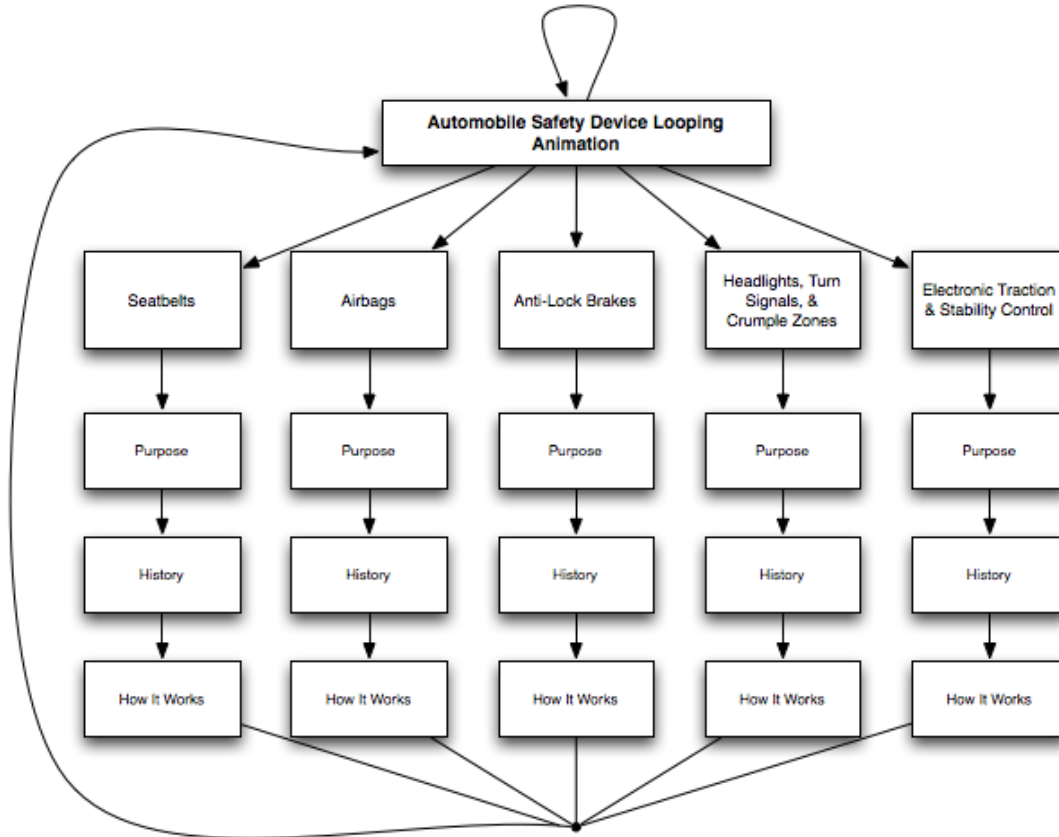 Automobile Safety Device Looping
Animation
Seatbelts
Airbags
Anti-Lock Brakes
Headlights, Turn
Signals, &
Crumple Zones
Electronic Traction
& Stability Control
Purpose
Purpose
Purpose
Purpose
Purpose
History
History
History
History
History
How It Works
How It Works
How It Works
How It Works
How It Works